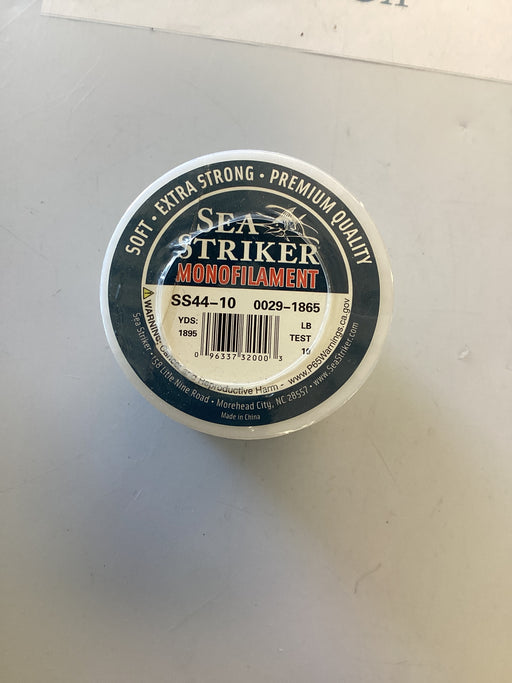 SOFT • EXTRA STRONG • PREMIUM QUALITY
SEA
STRIKER
MONOFILAMENT
SS44-10 0029-1865
YDS: LB
1895 TEST
0 96337 32000 3
WARNING: Reproductive Harm - www.P65Warnings.ca.gov
Sea Striker • 158 Little Nine Road • Morehead City, NC 28557 • www.SeaStriker.com
Made in China